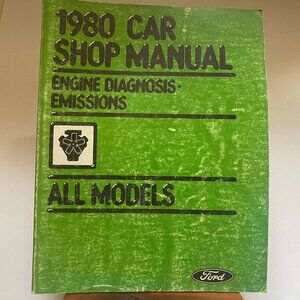 1980 CAR
SHOP MANUAL
ENGINE DIAGNOSIS·
EMISSIONS
ALL MODELS
Ford